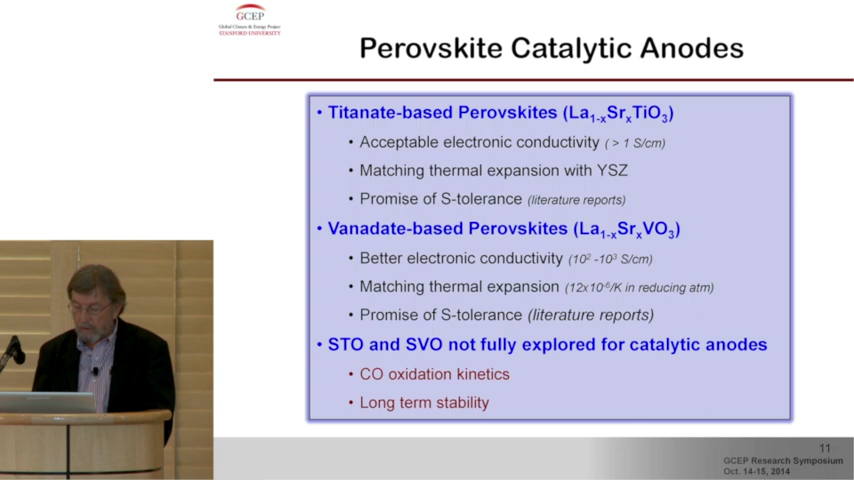 GCEP
Global Climate & Energy Project
STANFORD UNIVERSITY
Perovskite Catalytic Anodes
• Titanate-based Perovskites (La₁₋ₓSrₓTiO₃)
• Acceptable electronic conductivity ( > 1 S/cm)
• Matching thermal expansion with YSZ
• Promise of S-tolerance (literature reports)
• Vanadate-based Perovskites (La₁₋ₓSrₓVO₃)
• Better electronic conductivity (10² -10³ S/cm)
• Matching thermal expansion (12x10⁻⁶/K in reducing atm)
• Promise of S-tolerance (literature reports)
• STO and SVO not fully explored for catalytic anodes
• CO oxidation kinetics
• Long term stability
11
GCEP Research Symposium
Oct. 14-15, 2014